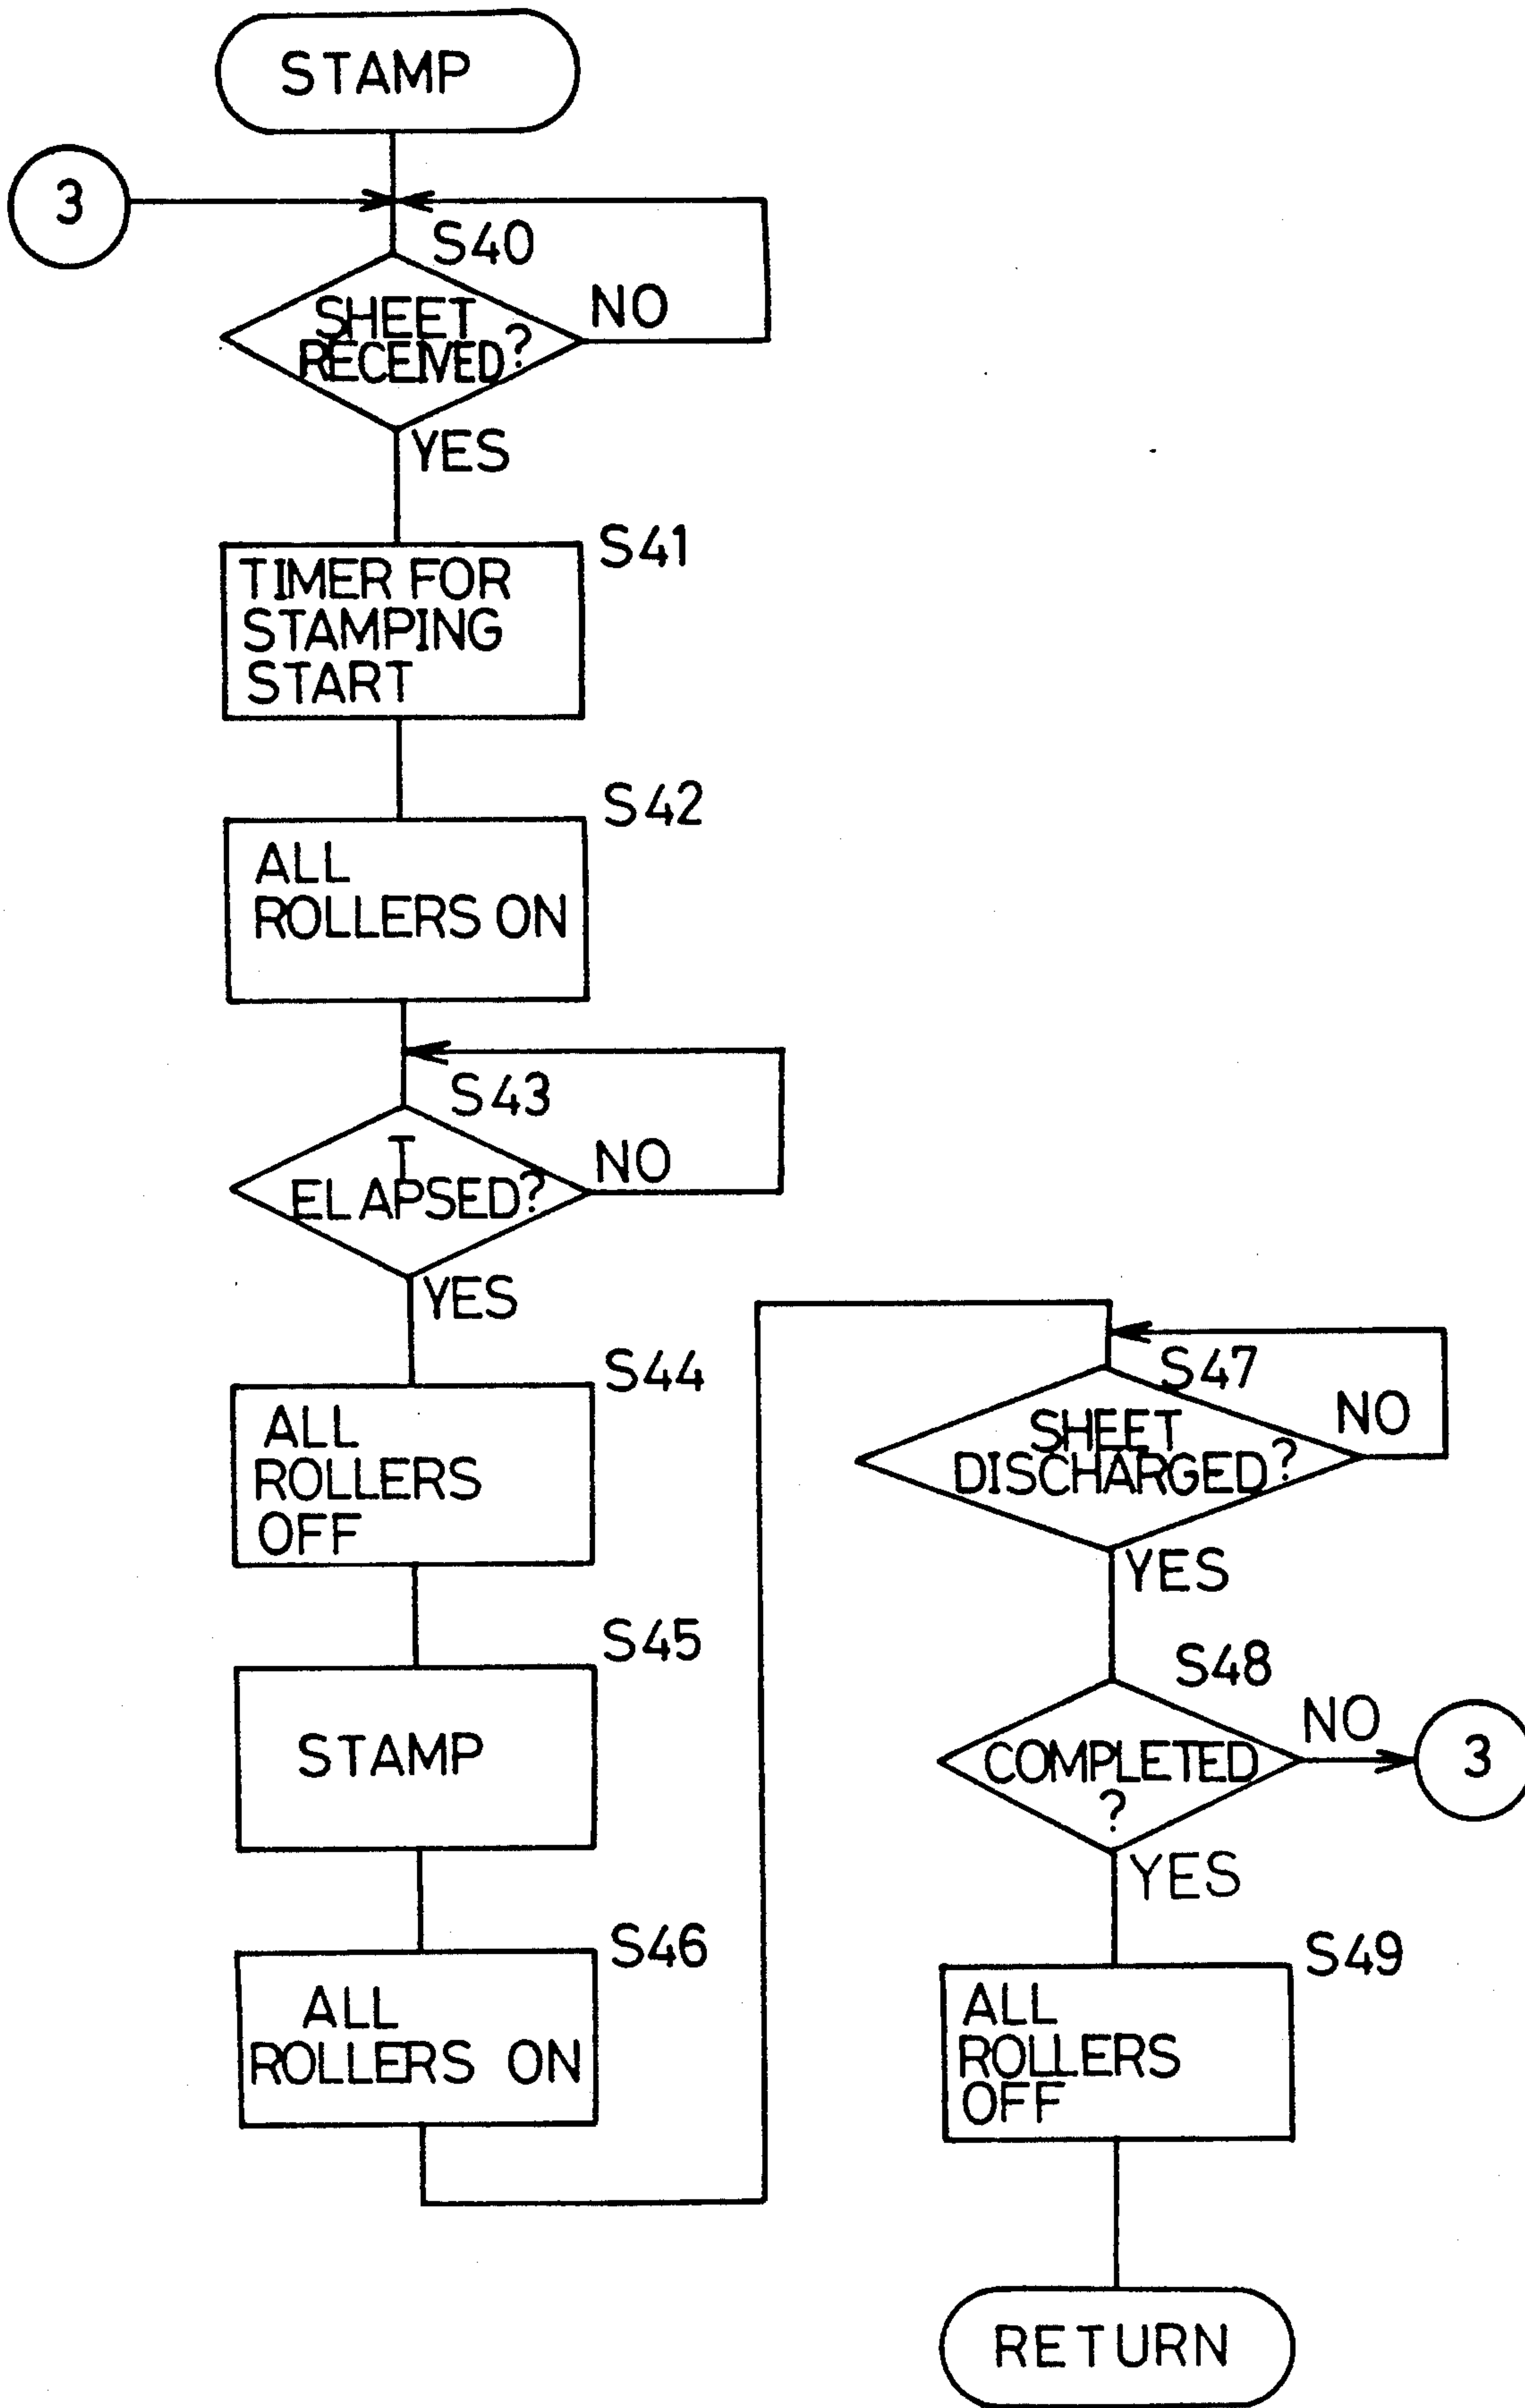 STAMP
3
S40
NO
SHEET
RECEIVED?
YES
S41
TIMER FOR
STAMPING
START
S42
ALL
ROLLERS ON
S43
T
ELAPSED?
NO
YES
S44
ALL
ROLLERS
OFF
S45
STAMP
S46
ALL
ROLLERS ON
S47
SHEET
DISCHARGED?
NO
YES
S48
COMPLETED
?
NO
3
YES
S49
ALL
ROLLERS
OFF
RETURN